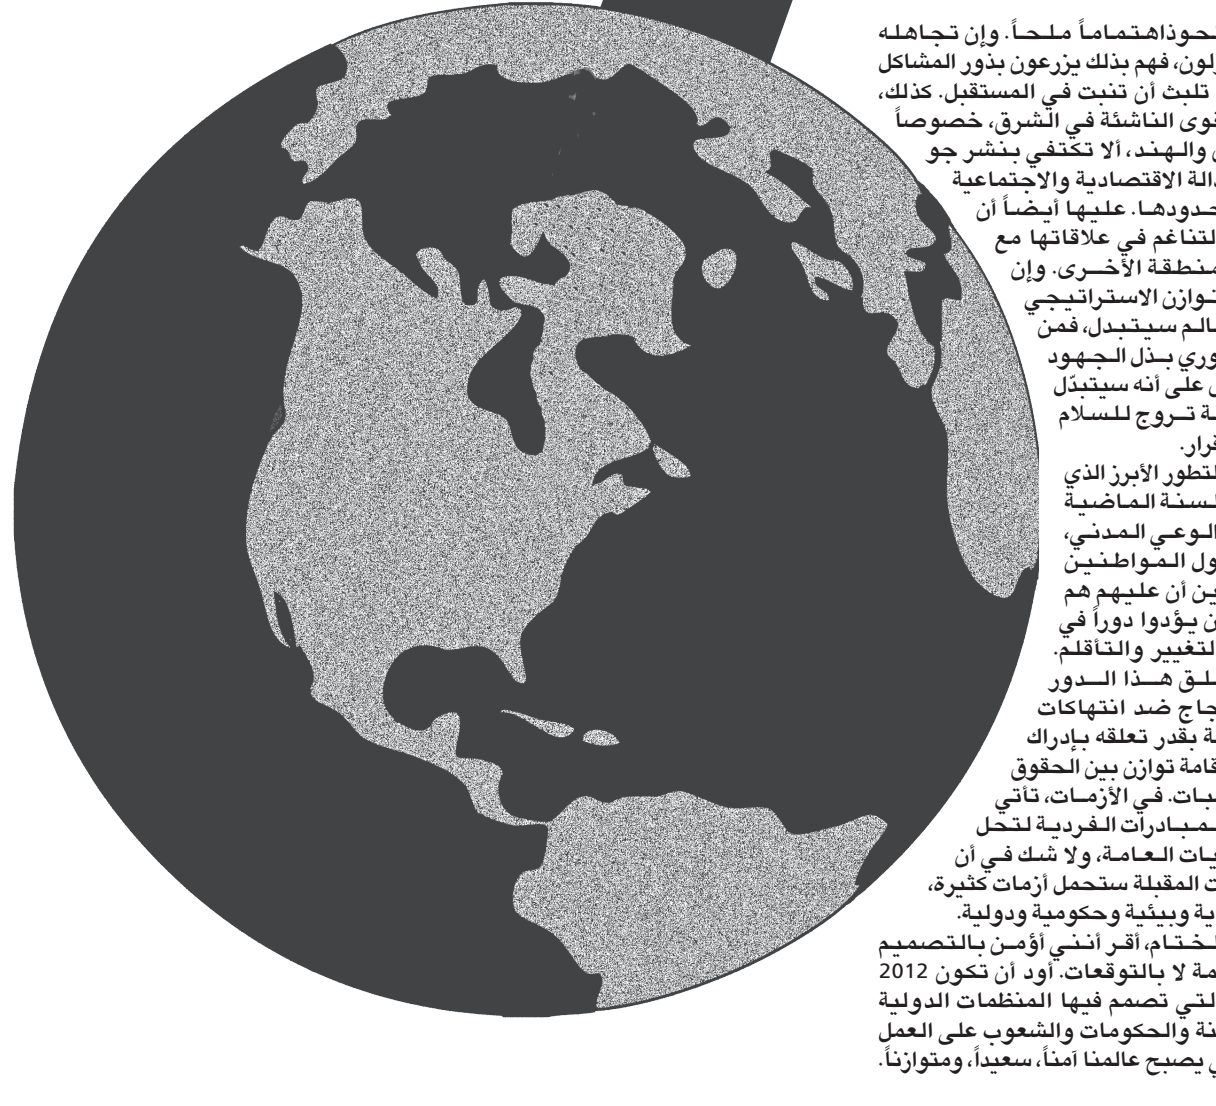 نحوذاهتماماً ملحاً. وإن تجاهله
ولون، فهم بذلك يزرعون بذور المشاكل
تلبث أن تنبت في المستقبل. كذلك،
قوى الناشئة في الشرق، خصوصاً
والهند، ألا تكتفي بنشر جو
دالة الاقتصادية والاجتماعية
حدودها. عليها أيضاً أن
لتناغم في علاقاتها مع
منطقة الأخرى. وإن
توازن الاستراتيجي
الم سيتبدل، فمن
وري بذل الجهود
على أنه سيتبدّل
ة تروج للسلام
قرار.
لتطور الأبرز الذي
لسنة الماضية
الوعي المدني،
ول المواطنين
ين أن عليهم هم
ن يؤدوا دوراً في
لتغيير والتأقلم.
لق هذا الدور
جاج ضد انتهاكات
ة بقدر تعلقه بإدراك
قامة توازن بين الحقوق
بات. في الأزمات، تأتي
مبادرات الفردية لتحل
يات العامة، ولا شك في أن
ت المقبلة ستحمل أزمات كثيرة،
ية وبيئية وحكومية ودولية.
لختام، أقر أنني أؤمن بالتصميم
مة لا بالتوقعات. أود أن تكون 2012
لتي تصمم فيها المنظمات الدولية
نة والحكومات والشعوب على العمل
ي يصبح عالمنا آمناً، سعيداً، ومتوازناً.